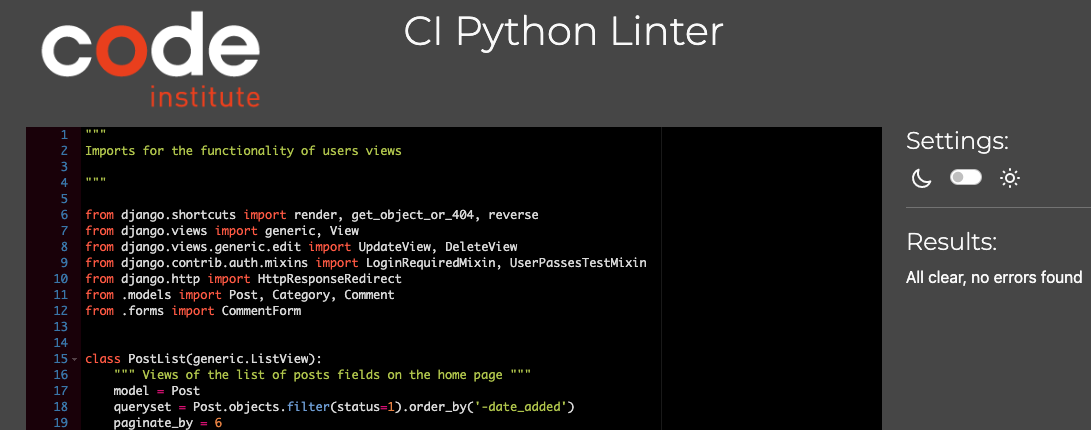 code
institute
CI Python Linter
1 """
2 Imports for the functionality of users views
3
4 """
5
6 from django.shortcuts import render, get_object_or_404, reverse
7 from django.views import generic, View
8 from django.views.generic.edit import UpdateView, DeleteView
9 from django.contrib.auth.mixins import LoginRequiredMixin, UserPassesTestMixin
10 from django.http import HttpResponseRedirect
11 from .models import Post, Category, Comment
12 from .forms import CommentForm
13
14
15 class PostList(generic.ListView):
16 """ Views of the list of posts fields on the home page """
17 model = Post
18 queryset = Post.objects.filter(status=1).order_by('-date_added')
19 paginate_by = 6
Settings:
Results:
All clear, no errors found